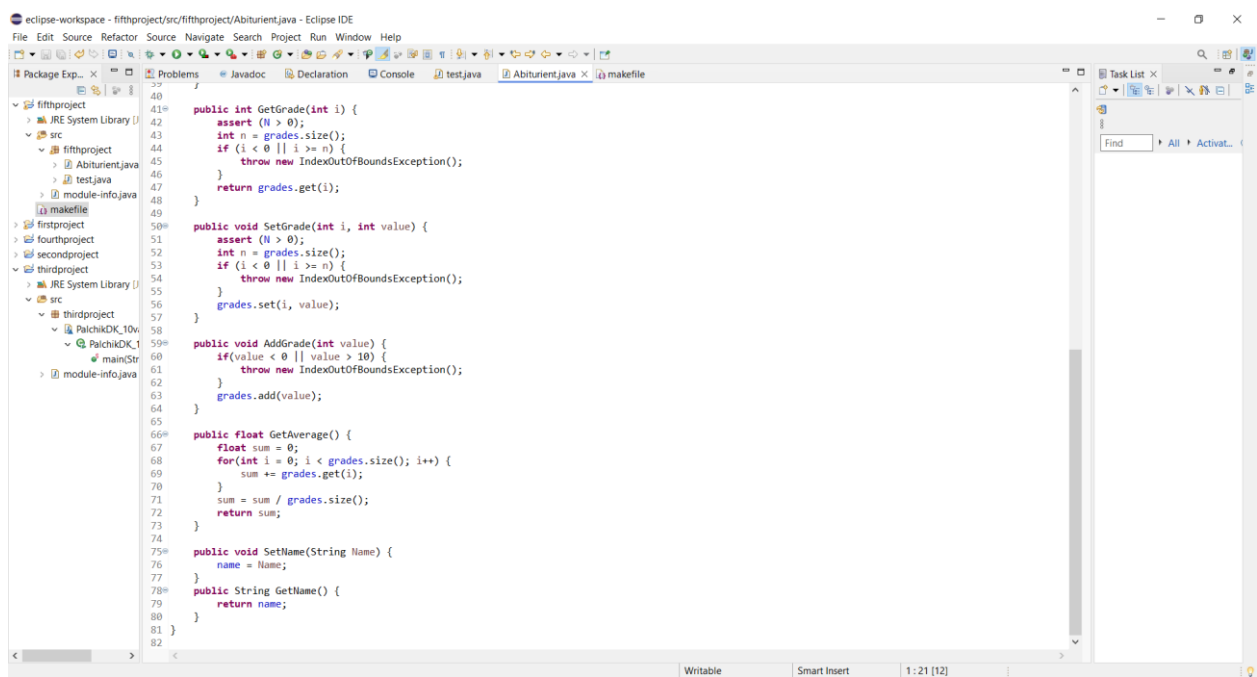 eclipse-workspace - fifthproject/src/fifthproject/Abiturient.java - Eclipse IDE
File Edit Source Refactor Source Navigate Search Project Run Window Help
Package Exp...
Problems Javadoc Declaration Console test.java Abiturient.java makefile
Task List
fifthproject
JRE System Library [J
src
fifthproject
Abiturient.java
test.java
module-info.java
makefile
firstproject
fourthproject
secondproject
thirdproject
JRE System Library [J
src
thirdproject
PalchikDK_10va
PalchikDK_1
main(Str
module-info.java
39 }
40
41 public int GetGrade(int i) {
42 assert (N > 0);
43 int n = grades.size();
44 if (i < 0 || i >= n) {
45 throw new IndexOutOfBoundsException();
46 }
47 return grades.get(i);
48 }
49
50 public void SetGrade(int i, int value) {
51 assert (N > 0);
52 int n = grades.size();
53 if (i < 0 || i >= n) {
54 throw new IndexOutOfBoundsException();
55 }
56 grades.set(i, value);
57 }
58
59 public void AddGrade(int value) {
60 if(value < 0 || value > 10) {
61 throw new IndexOutOfBoundsException();
62 }
63 grades.add(value);
64 }
65
66 public float GetAverage() {
67 float sum = 0;
68 for(int i = 0; i < grades.size(); i++) {
69 sum += grades.get(i);
70 }
71 sum = sum / grades.size();
72 return sum;
73 }
74
75 public void SetName(String Name) {
76 name = Name;
77 }
78 public String GetName() {
79 return name;
80 }
81 }
82
Find All Activat...
Writable Smart Insert 1 : 21 [12]